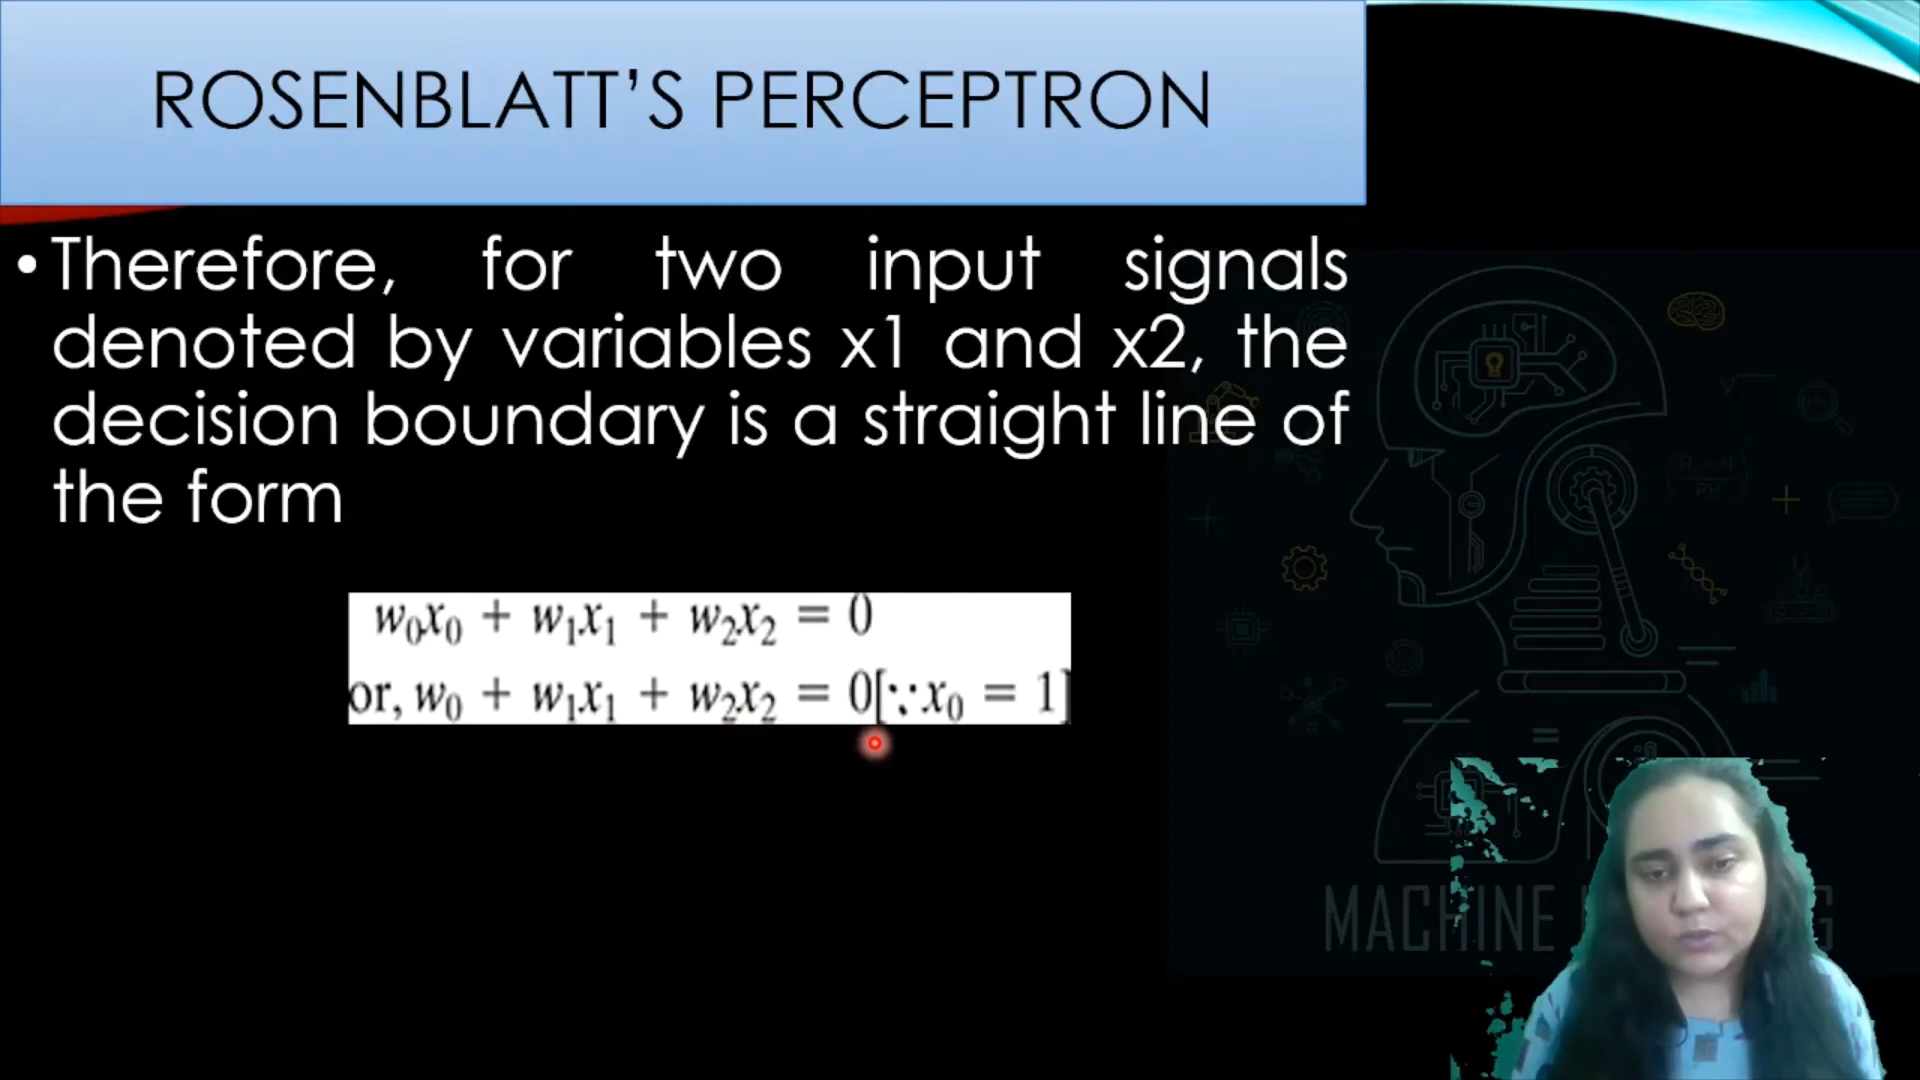 ROSENBLATT’S PERCEPTRON
• Therefore, for two input signals
denoted by variables x1 and x2, the
decision boundary is a straight line of
the form
w₀x₀ + w₁x₁ + w₂x₂ = 0
or, w₀ + w₁x₁ + w₂x₂ = 0[∵x₀ = 1]
MACHINE